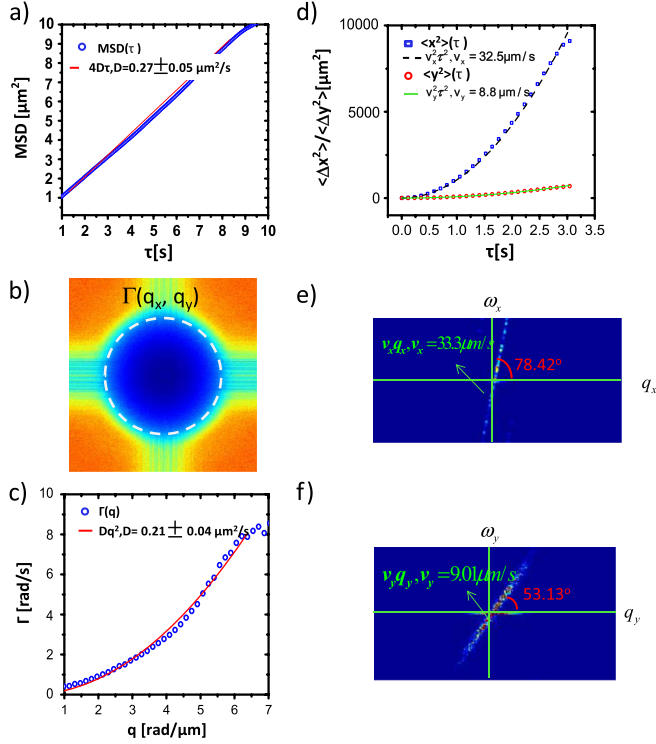 a)
MSD [μm²]
10
9
8
7
6
5
4
3
2
1
MSD(τ)
4Dτ,D=0.27±0.05 μm²/s
1 2 3 4 5 6 7 8 9 10
τ[s]
b)
Γ(qx, qy)
c)
Γ [rad/s]
10
8
6
4
2
0
Γ(q)
Dq²,D= 0.21 ± 0.04 μm²/s
1 2 3 4 5 6 7
q [rad/μm]
d)
<Δx²>/<Δy²>[μm²]
10000
5000
0
<x²>(τ)
vx²τ²,vx = 32.5μm/s
<y²>(τ)
vy²τ²,vy = 8.8 μm/s
0.0 0.5 1.0 1.5 2.0 2.5 3.0 3.5
τ[s]
e)
ωx
vxqx,vx=33.3μm/s
78.42º
qx
f)
ωy
vyqy,vy=9.01μm/s
53.13º
qy